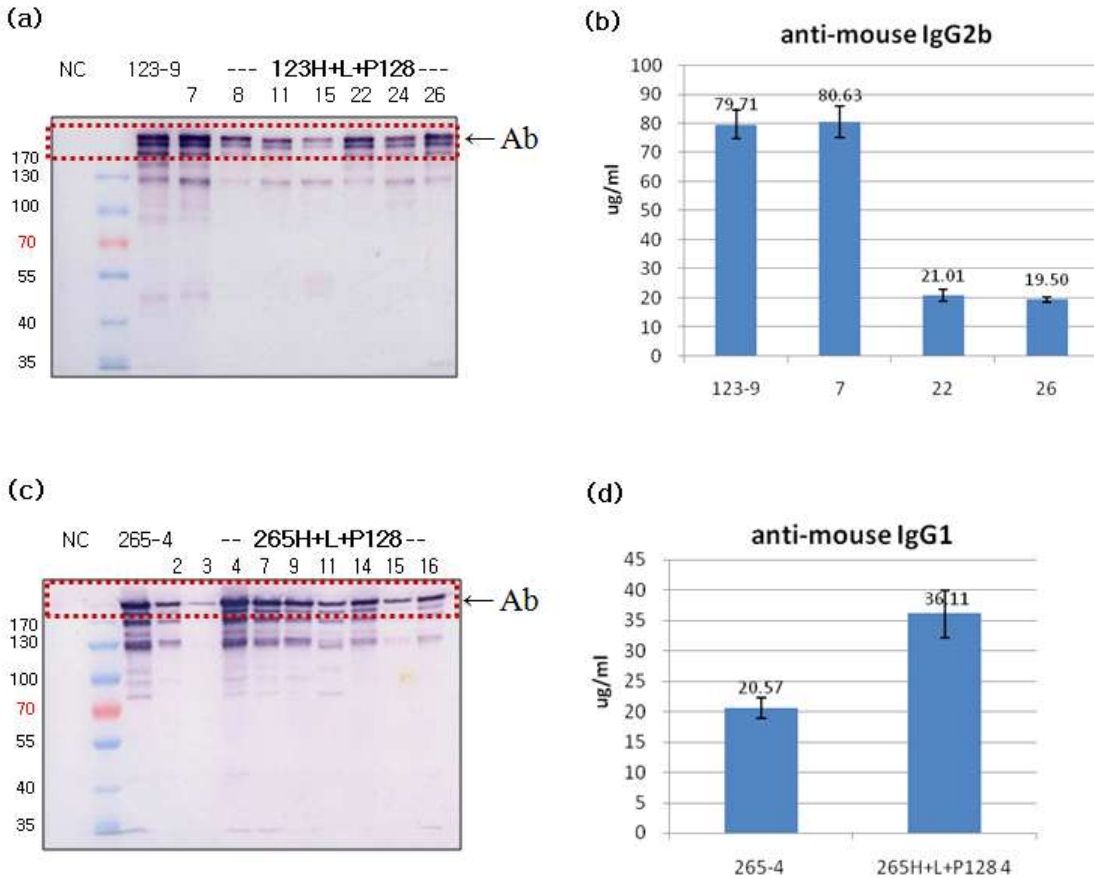 (a)
NC 123-9 --- 123H+L+P128 ---
7 8 11 15 22 24 26
← Ab
170
130
100
70
55
40
35
(b)
anti-mouse IgG2b
ug/ml
100
90
80
70
60
50
40
30
20
10
0
79.71
80.63
21.01
19.50
123-9 7 22 26
(c)
NC 265-4 -- 265H+L+P128 --
2 3 4 7 9 11 14 15 16
← Ab
170
130
100
70
55
40
35
(d)
anti-mouse IgG1
ug/ml
45
40
35
30
25
20
15
10
5
0
20.57
36.11
265-4 265H+L+P128 4